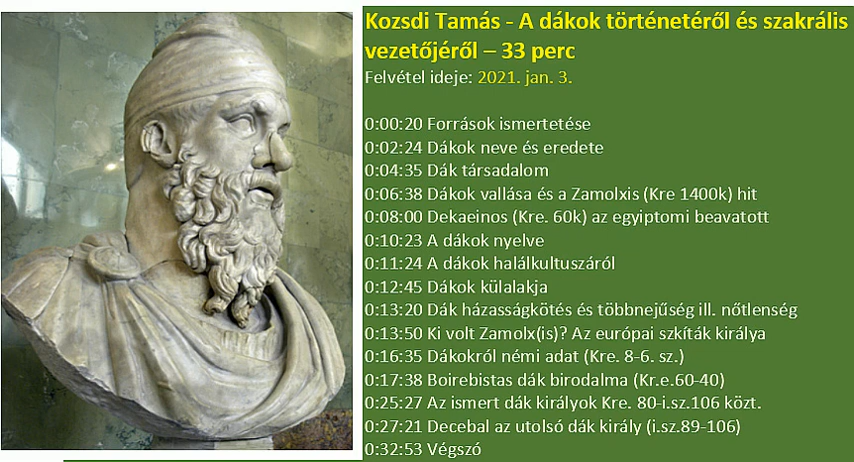 Kozsdi Tamás - A dákok történetéről és szakrális
vezetőjéről – 33 perc
Felvétel ideje: 2021. jan. 3.
0:00:20 Források ismertetése
0:02:24 Dákok neve és eredete
0:04:35 Dák társadalom
0:06:38 Dákok vallása és a Zamolxis (Kre 1400k) hit
0:08:00 Dekaeinos (Kre. 60k) az egyiptomi beavatott
0:10:23 A dákok nyelve
0:11:24 A dákok halálkultuszáról
0:12:45 Dákok külalakja
0:13:20 Dák házasságkötés és többnejűség ill. nőtlenség
0:13:50 Ki volt Zamolx(is)? Az európai szkíták királya
0:16:35 Dákokról némi adat (Kre. 8-6. sz.)
0:17:38 Boirebistas dák birodalma (Kr.e.60-40)
0:25:27 Az ismert dák királyok Kre. 80-i.sz.106 közt.
0:27:21 Decebal az utolsó dák király (i.sz.89-106)
0:32:53 Végszó